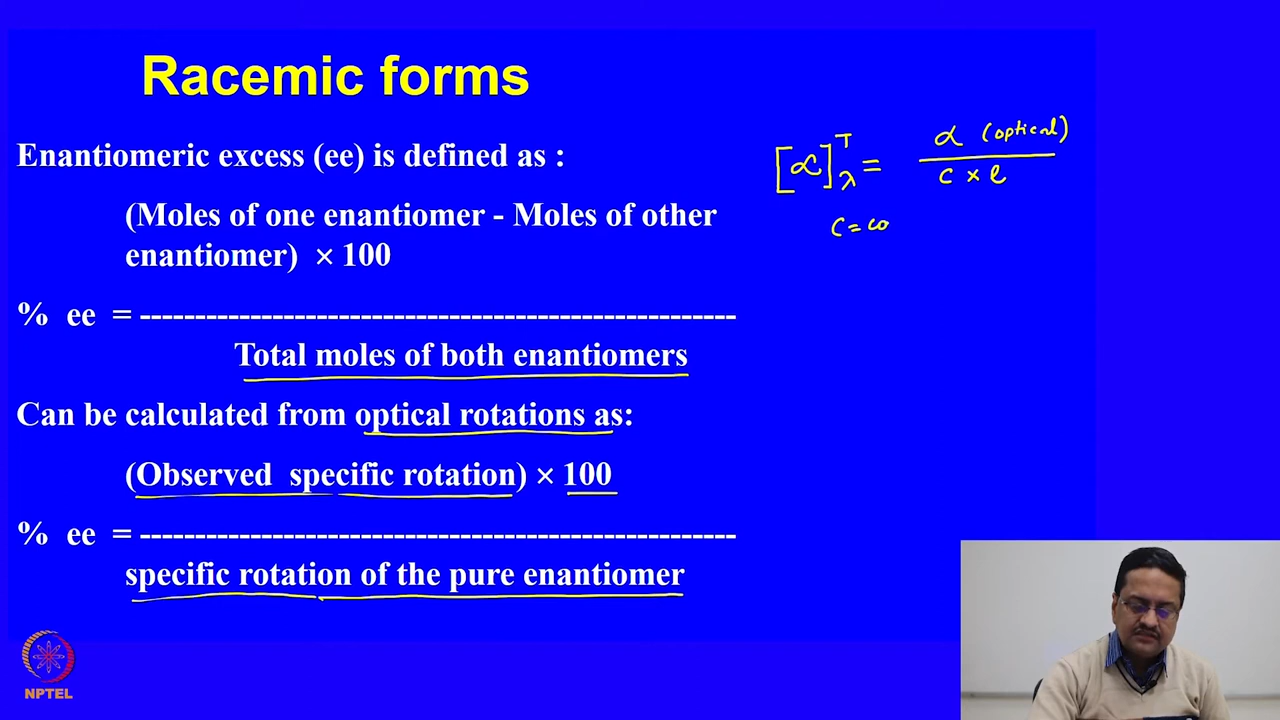 Racemic forms
Enantiomeric excess (ee) is defined as :
(Moles of one enantiomer - Moles of other
enantiomer) × 100
% ee = -----------------------------------------------------
Total moles of both enantiomers
Can be calculated from optical rotations as:
(Observed specific rotation) × 100
% ee = -----------------------------------------------------
specific rotation of the pure enantiomer
[α]Tλ = α (optical)
c × l
c = co
NPTEL